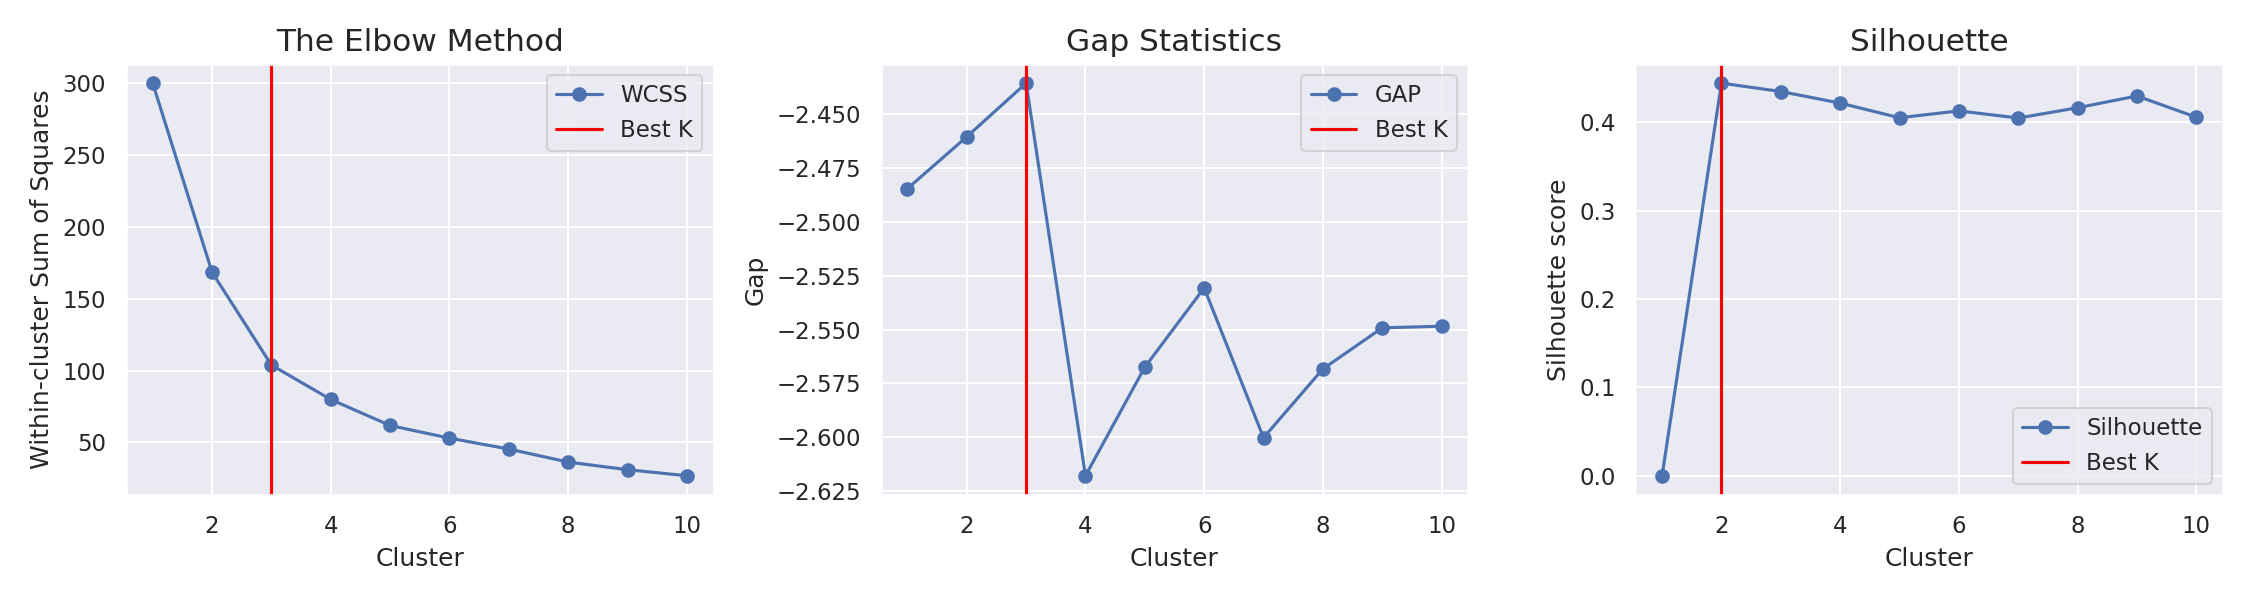 The Elbow Method
Within-cluster Sum of Squares
300
250
200
150
100
50
2 4 6 8 10
Cluster
WCSS
Best K
Gap Statistics
Gap
−2.450
−2.475
−2.500
−2.525
−2.550
−2.575
−2.600
−2.625
2 4 6 8 10
Cluster
GAP
Best K
Silhouette
Silhouette score
0.4
0.3
0.2
0.1
0.0
2 4 6 8 10
Cluster
Silhouette
Best K